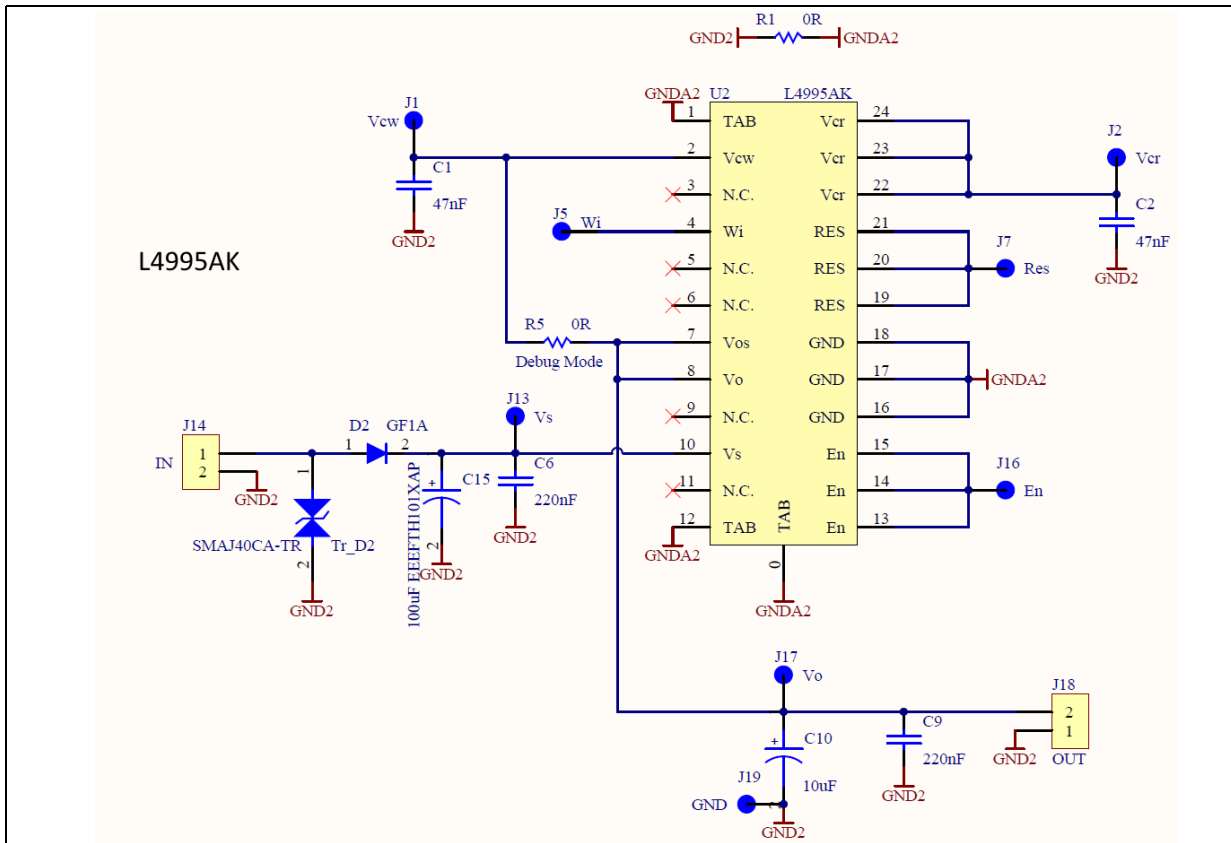 R1 0R
GND2 GNDA2
GNDA2 U2 L4995AK
J1
Vcw
C1
47nF
GND2
J5 Wi
L4995AK
1 TAB Vcr 24
2 Vcw Vcr 23
3 N.C. Vcr 22
4 Wi RES 21
5 N.C. RES 20
6 N.C. RES 19
7 Vos GND 18
8 Vo GND 17
9 N.C. GND 16
10 Vs En 15
11 N.C. En 14
12 TAB En 13
TAB
0
GNDA2
GNDA2
J2
Vcr
C2
47nF
GND2
J7
Res
GNDA2
J16
En
R5 0R
Debug Mode
J13
Vs
J14
IN
1
2
GND2
D2 GF1A
1 2
1
SMAJ40CA-TR Tr_D2
2
GND2
C15
100uF EEEFTH101XAP
2
GND2
C6
220nF
GND2
J17
Vo
C10
10uF
J19
GND
2
GND2
C9
220nF
GND2
J18
2
1
GND2
OUT